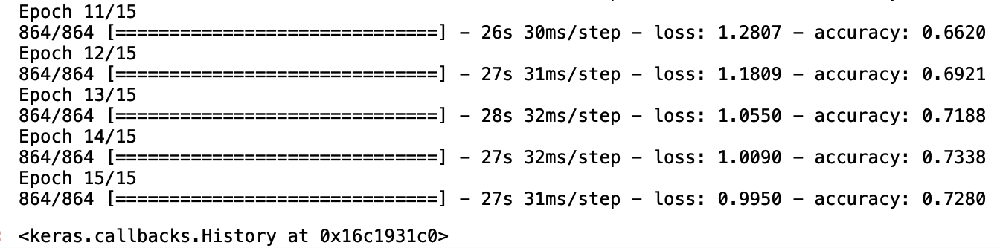 Epoch 11/15
864/864 [==============================] - 26s 30ms/step - loss: 1.2807 - accuracy: 0.6620
Epoch 12/15
864/864 [==============================] - 27s 31ms/step - loss: 1.1809 - accuracy: 0.6921
Epoch 13/15
864/864 [==============================] - 28s 32ms/step - loss: 1.0550 - accuracy: 0.7188
Epoch 14/15
864/864 [==============================] - 27s 32ms/step - loss: 1.0090 - accuracy: 0.7338
Epoch 15/15
864/864 [==============================] - 27s 31ms/step - loss: 0.9950 - accuracy: 0.7280
<keras.callbacks.History at 0x16c1931c0>